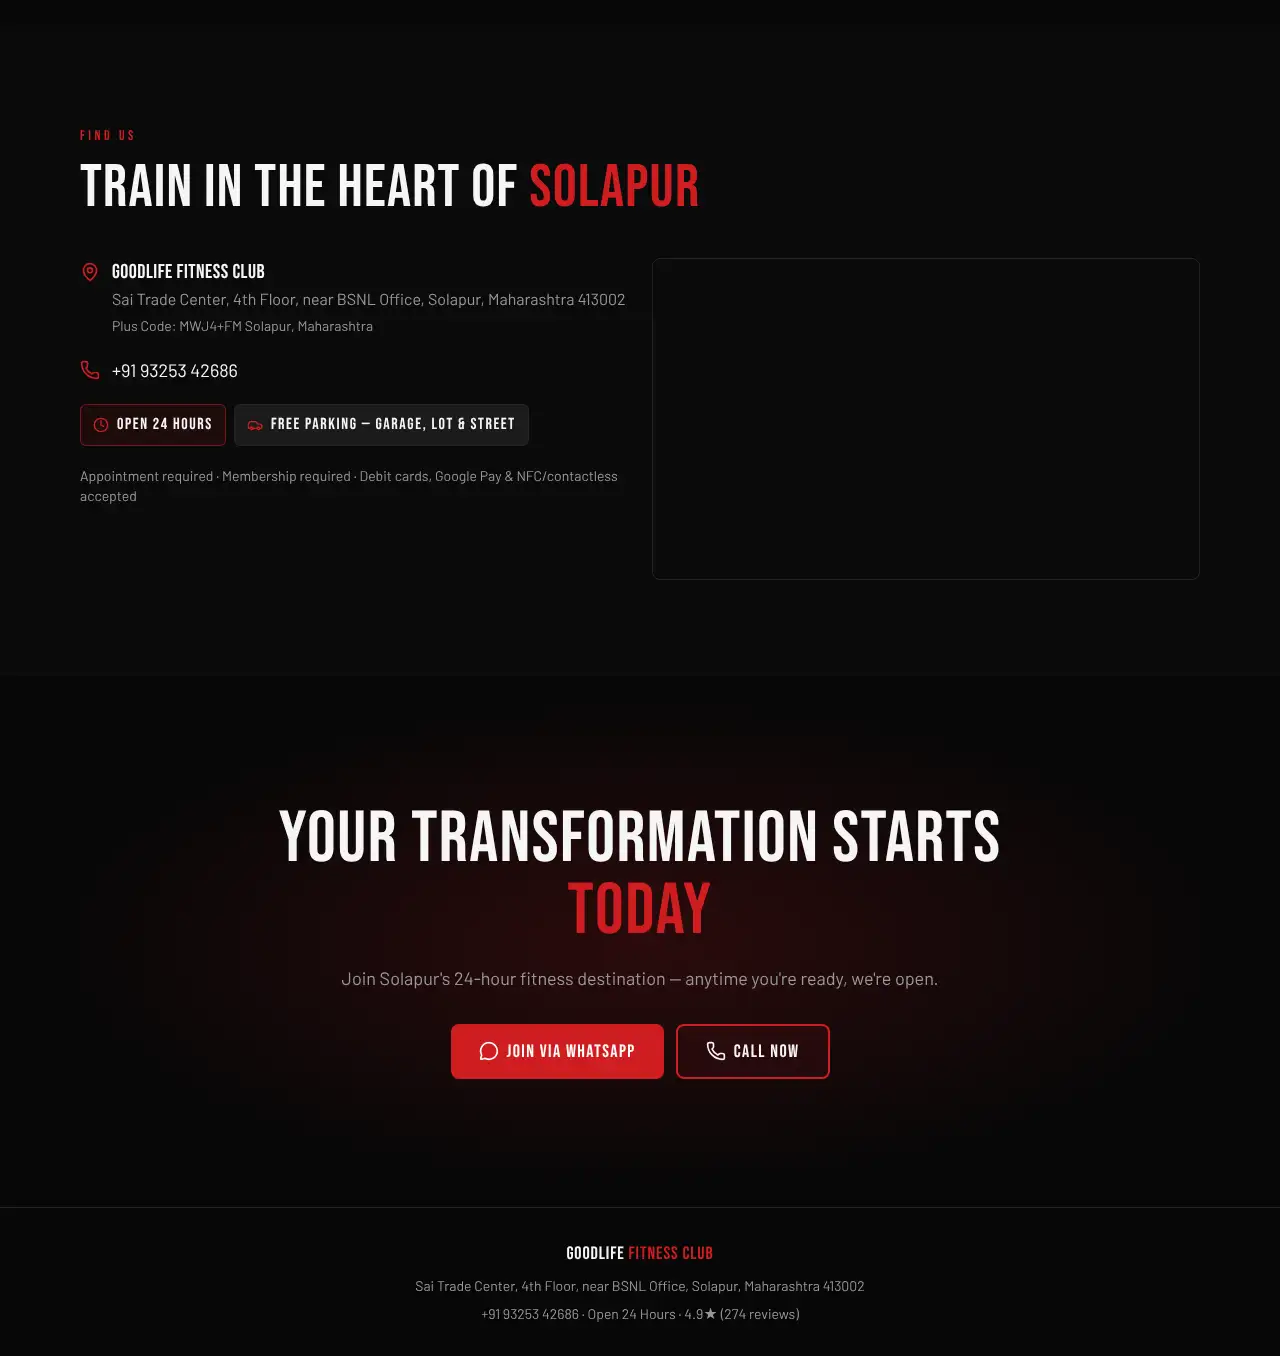 FIND US
TRAIN IN THE HEART OF SOLAPUR
GOODLIFE FITNESS CLUB
Sai Trade Center, 4th Floor, near BSNL Office, Solapur, Maharashtra 413002
Plus Code: MWJ4+FM Solapur, Maharashtra
+91 93253 42686
OPEN 24 HOURS
FREE PARKING — GARAGE, LOT & STREET
Appointment required · Membership required · Debit cards, Google Pay & NFC/contactless
accepted
YOUR TRANSFORMATION STARTS
TODAY
Join Solapur's 24-hour fitness destination — anytime you're ready, we're open.
JOIN VIA WHATSAPP
CALL NOW
GOODLIFE FITNESS CLUB
Sai Trade Center, 4th Floor, near BSNL Office, Solapur, Maharashtra 413002
+91 93253 42686 · Open 24 Hours · 4.9★ (274 reviews)